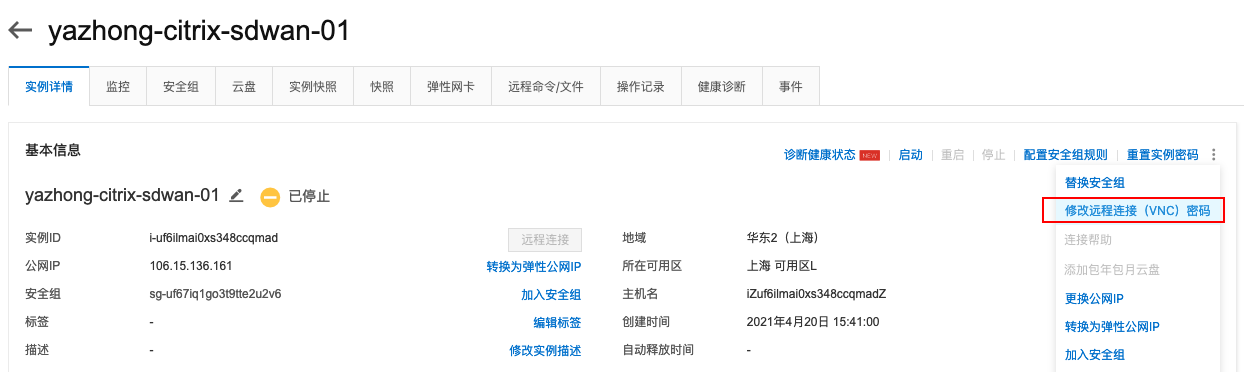 yazhong-citrix-sdwan-01
实例详情 监控 安全组 云盘 实例快照 快照 弹性网卡 远程命令/文件 操作记录 健康诊断 事件
基本信息
诊断健康状态 NEW 启动 重启 停止 配置安全组规则 重置实例密码
yazhong-citrix-sdwan-01 已停止
实例ID i-uf6ilmai0xs348ccqmad 远程连接 地域 华东2（上海）
公网IP 106.15.136.161 转换为弹性公网IP 所在可用区 上海 可用区L
安全组 sg-uf67iq1go3t9tte2u2v6 加入安全组 主机名 iZuf6ilmai0xs348ccqmadZ
标签 - 编辑标签 创建时间 2021年4月20日 15:41:00
描述 - 修改实例描述 自动释放时间 -
替换安全组
修改远程连接（VNC）密码
连接帮助
添加包年包月云盘
更换公网IP
转换为弹性公网IP
加入安全组